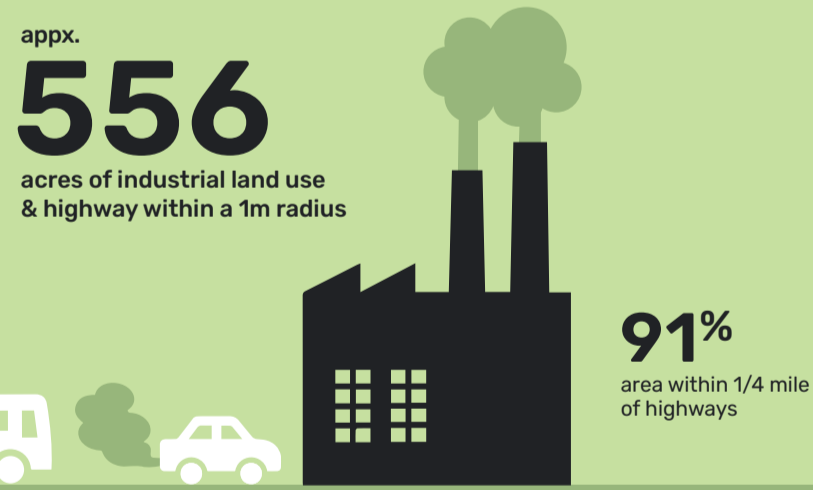 appx.
556
acres of industrial land use
& highway within a 1m radius
91%
area within 1/4 mile
of highways